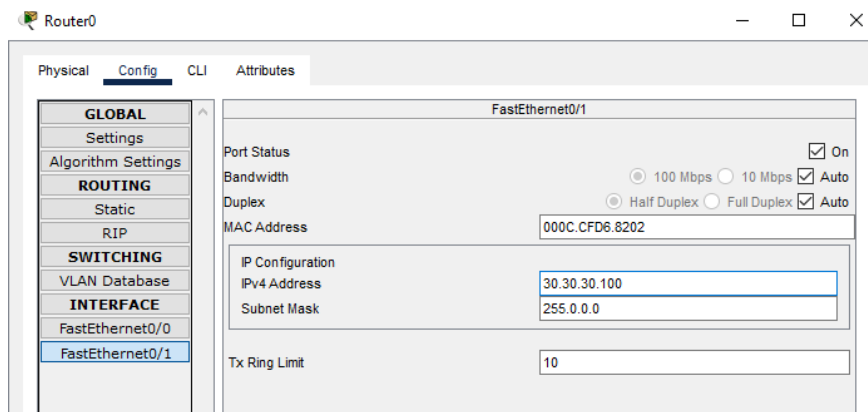 Router0
Physical Config CLI Attributes
GLOBAL
Settings
Algorithm Settings
ROUTING
Static
RIP
SWITCHING
VLAN Database
INTERFACE
FastEthernet0/0
FastEthernet0/1
FastEthernet0/1
Port Status On
Bandwidth 100 Mbps 10 Mbps Auto
Duplex Half Duplex Full Duplex Auto
MAC Address 000C.CFD6.8202
IP Configuration
IPv4 Address 30.30.30.100
Subnet Mask 255.0.0.0
Tx Ring Limit 10